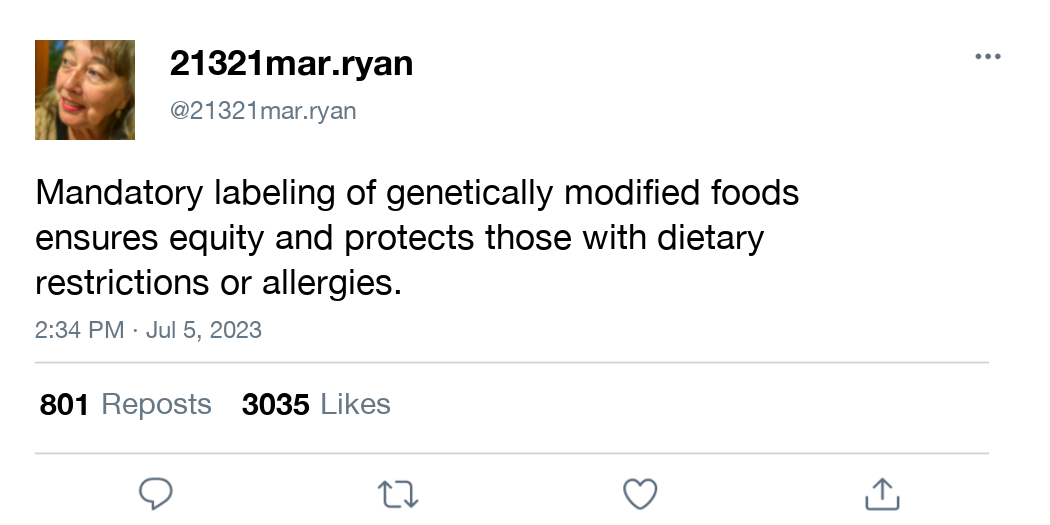 21321mar.ryan
@21321mar.ryan
Mandatory labeling of genetically modified foods
ensures equity and protects those with dietary
restrictions or allergies.
2:34 PM · Jul 5, 2023
801 Reposts 3035 Likes